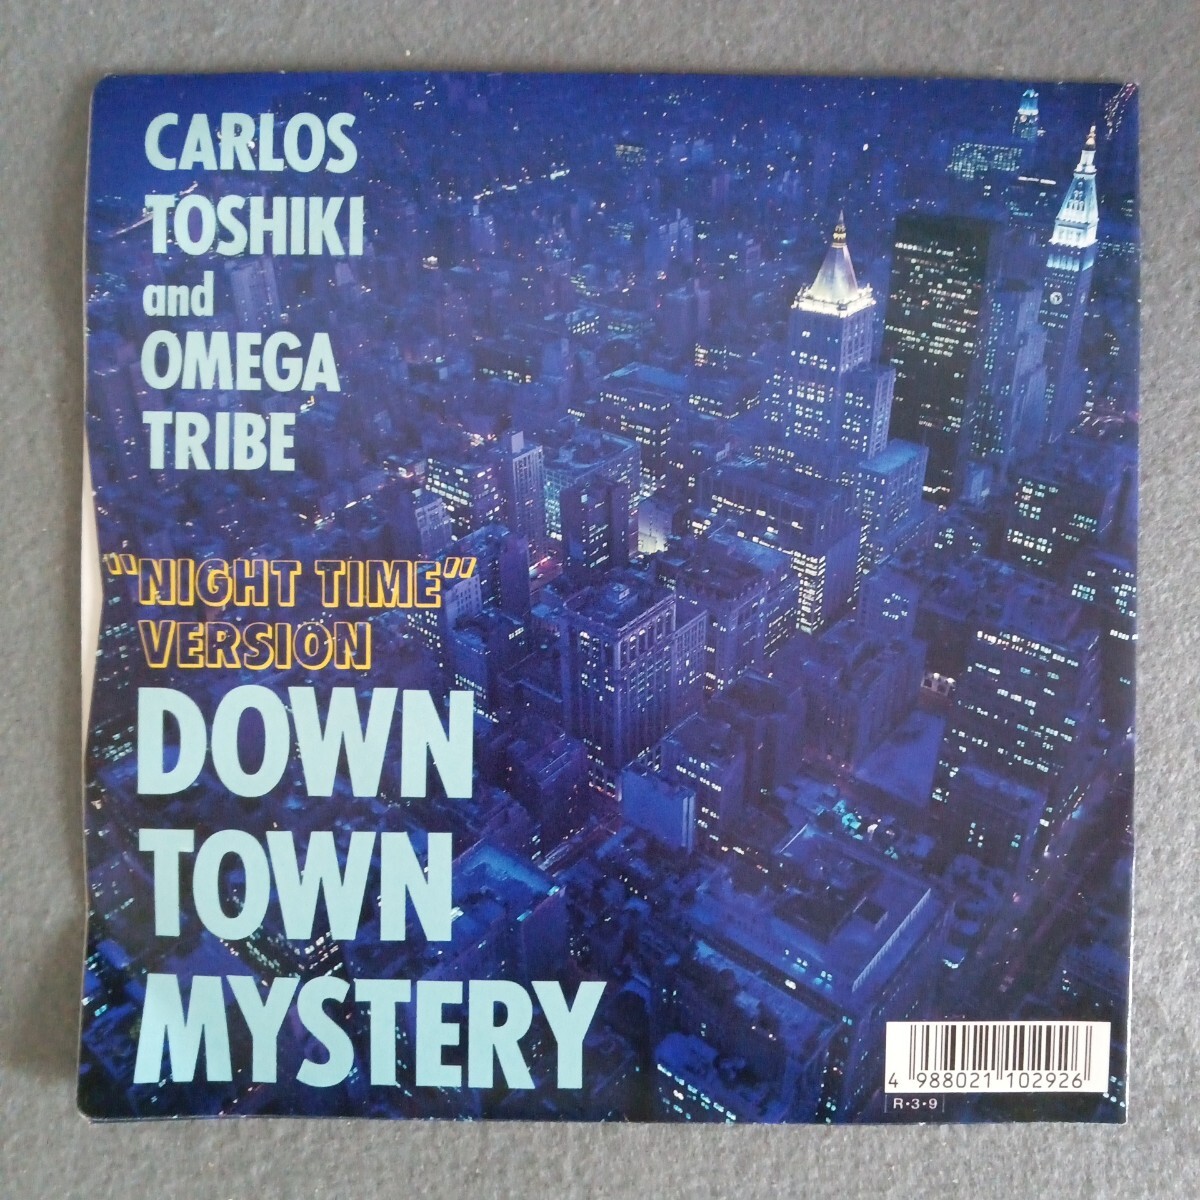 CARLOS
TOSHIKI
and
OMEGA
TRIBE
"NIGHT TIME"
VERSION
DOWN
TOWN
MYSTERY
4 988021 102926
R・3・9